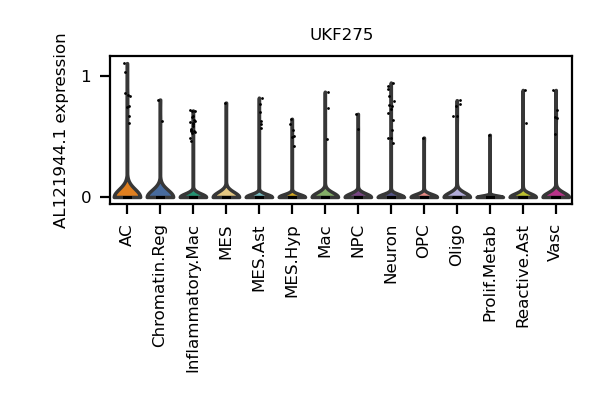 UKF275
AL121944.1 expression
1
0
AC
Chromatin.Reg
Inflammatory.Mac
MES
MES.Ast
MES.Hyp
Mac
NPC
Neuron
OPC
Oligo
Prolif.Metab
Reactive.Ast
Vasc